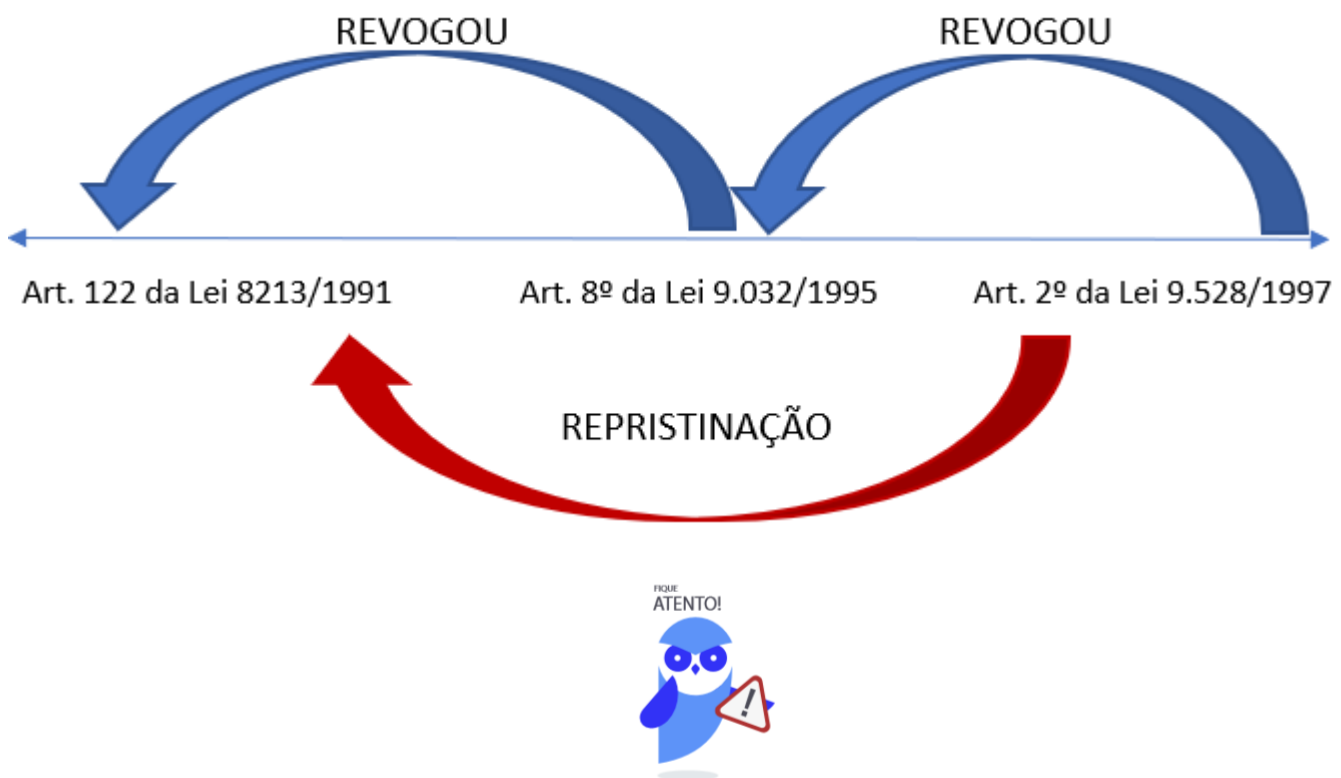 REVOGOU
REVOGOU
Art. 122 da Lei 8213/1991
Art. 8º da Lei 9.032/1995
Art. 2º da Lei 9.528/1997
REPRISTINAÇÃO
FIQUE
ATENTO!
!